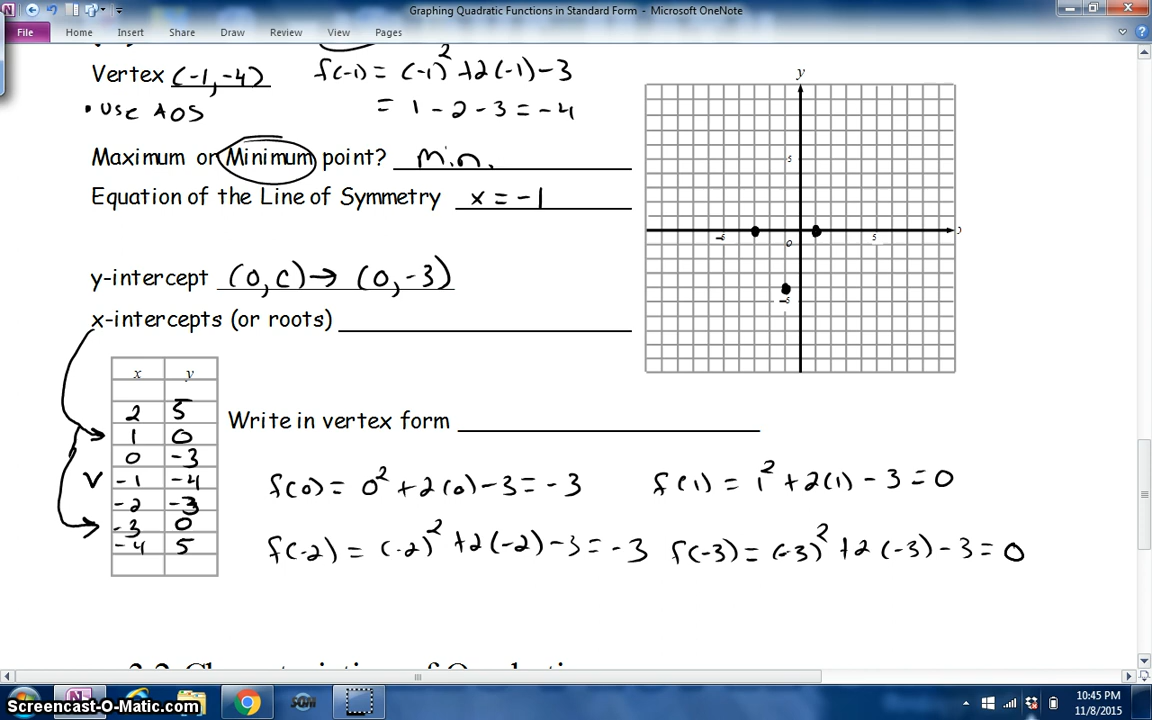 Graphing Quadratic Functions in Standard Form - Microsoft OneNote
File Home Insert Share Draw Review View Pages
Vertex (-1,-4) f(-1) = (-1)² + 2(-1) - 3
• Use AOS = 1 - 2 - 3 = -4
Maximum or Minimum point? Min.
Equation of the Line of Symmetry x = -1
y-intercept (0, C) → (0, -3)
x-intercepts (or roots)
y
5
-5 0 5
-5
x y
2 5
1 0
0 -3
V -1 -4
-2 -3
-3 0
-4 5
Write in vertex form
f(0) = 0² + 2(0) - 3 = -3 f(1) = 1² + 2(1) - 3 = 0
f(-2) = (-2)² + 2(-2) - 3 = -3 f(-3) = (-3)² + 2(-3) - 3 = 0
Screencast-O-Matic.com
SGM
10:45 PM
11/8/2015